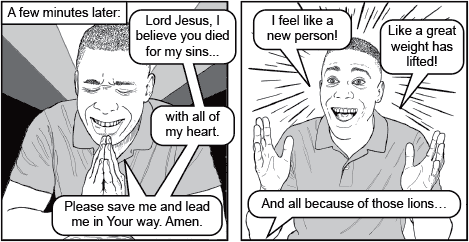 A few minutes later:
Lord Jesus, I
believe you died
for my sins...
with all of
my heart.
Please save me and lead
me in Your way. Amen.
I feel like a
new person!
Like a great
weight has
lifted!
And all because of those lions…